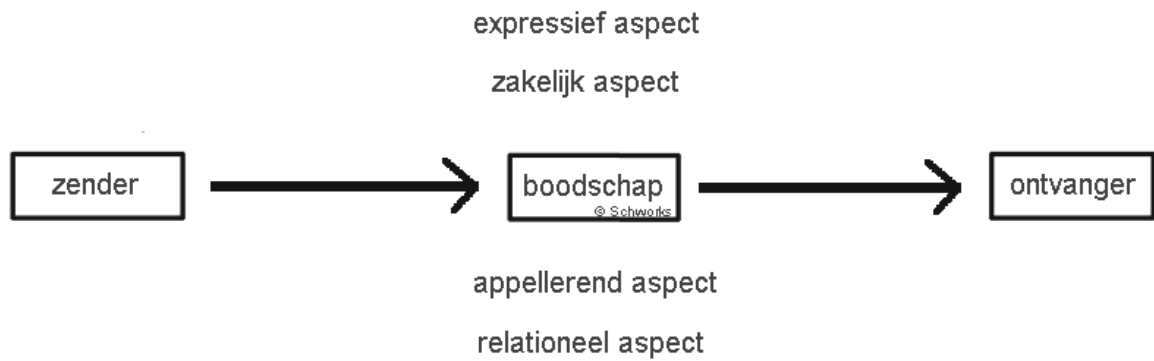 expressief aspect
zakelijk aspect
zender
boodschap
© Schworks
ontvanger
appellerend aspect
relationeel aspect